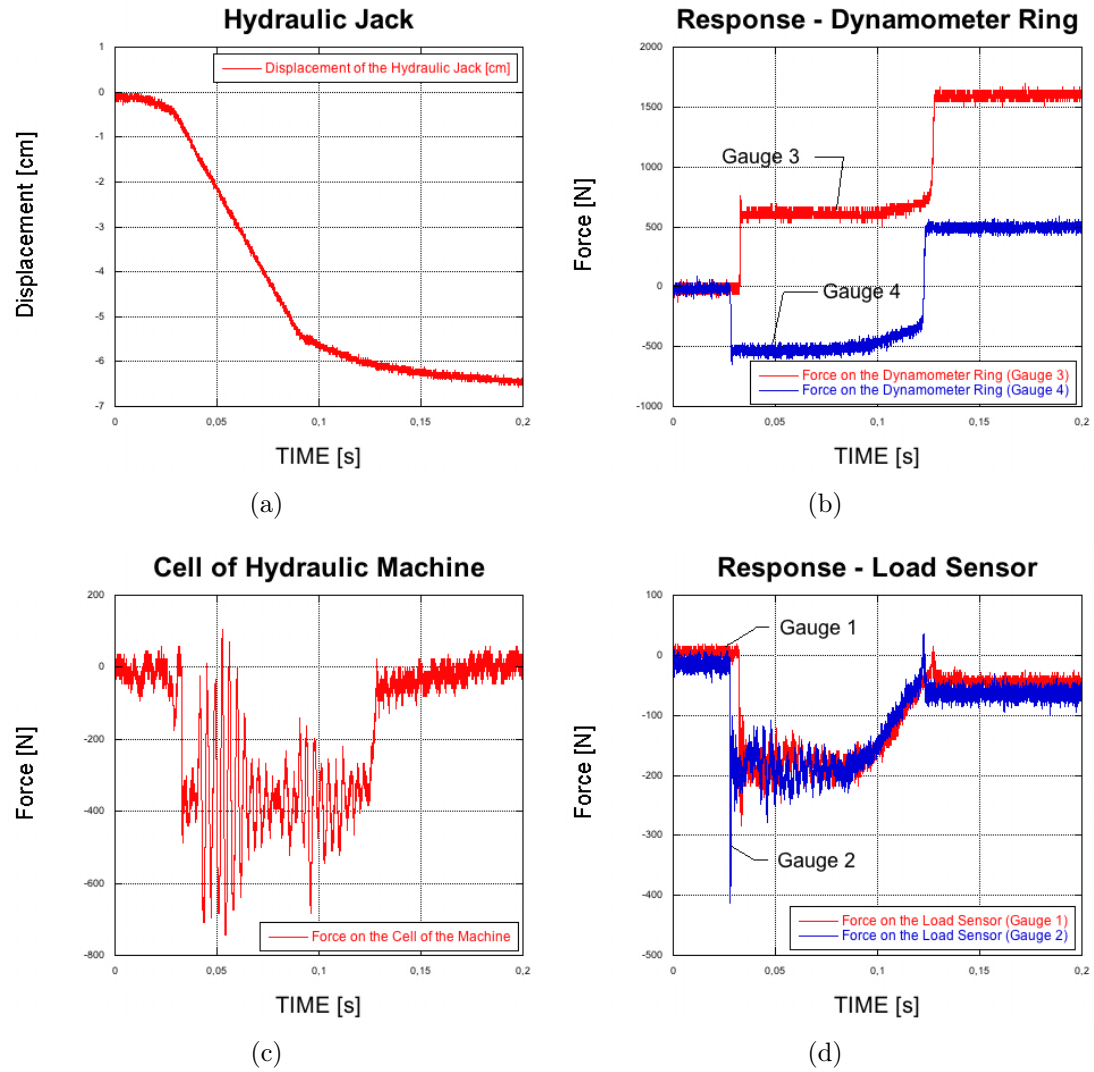 Hydraulic Jack
Displacement of the Hydraulic Jack [cm]
1
0
-1
-2
-3
-4
-5
-6
-7
Displacement [cm]
0
0,05
0,1
0,15
0,2
TIME [s]
(a)
Response - Dynamometer Ring
2000
1500
1000
500
0
-500
-1000
Force [N]
Gauge 3
Gauge 4
Force on the Dynamometer Ring (Gauge 3)
Force on the Dynamometer Ring (Gauge 4)
0
0,05
0,1
0,15
0,2
TIME [s]
(b)
Cell of Hydraulic Machine
200
0
-200
-400
-600
-800
Force [N]
Force on the Cell of the Machine
0
0,05
0,1
0,15
0,2
TIME [s]
(c)
Response - Load Sensor
100
0
-100
-200
-300
-400
-500
Force [N]
Gauge 1
Gauge 2
Force on the Load Sensor (Gauge 1)
Force on the Load Sensor (Gauge 2)
0
0,05
0,1
0,15
0,2
TIME [s]
(d)